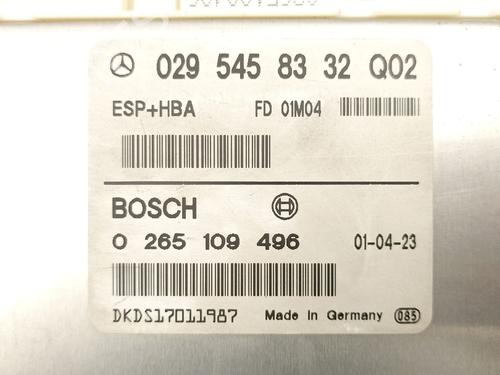 029 545 83 32 Q02
ESP+HBA FD 01M04
BOSCH
0 265 109 496 01-04-23
DKDS17011987 Made in Germany 085